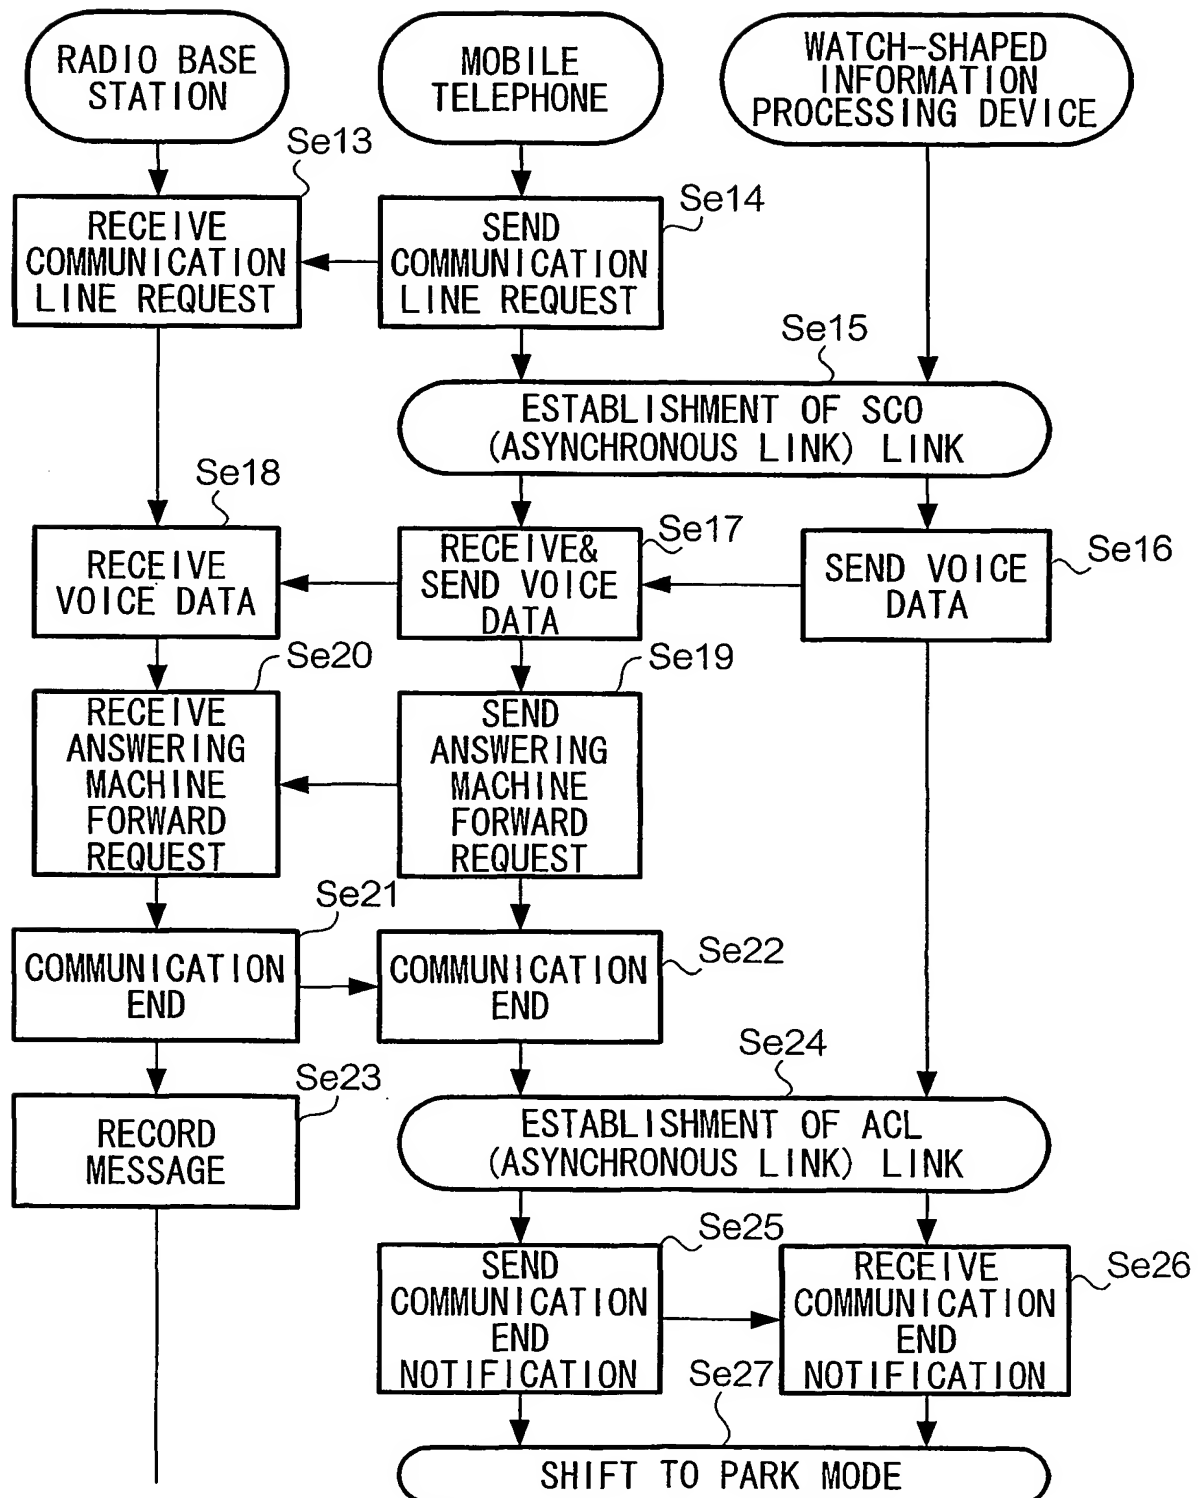 RADIO BASE
STATION
MOBILE
TELEPHONE
WATCH-SHAPED
INFORMATION
PROCESSING DEVICE
Se13
RECEIVE
COMMUNICATION
LINE REQUEST
Se14
SEND
COMMUNICATION
LINE REQUEST
Se15
ESTABLISHMENT OF SCO
(ASYNCHRONOUS LINK) LINK
Se18
RECEIVE
VOICE DATA
Se17
RECEIVE&
SEND VOICE
DATA
Se16
SEND VOICE
DATA
Se20
RECEIVE
ANSWERING
MACHINE
FORWARD
REQUEST
Se19
SEND
ANSWERING
MACHINE
FORWARD
REQUEST
Se21
COMMUNICATION
END
Se22
COMMUNICATION
END
Se23
RECORD
MESSAGE
Se24
ESTABLISHMENT OF ACL
(ASYNCHRONOUS LINK) LINK
Se25
SEND
COMMUNICATION
END
NOTIFICATION
Se26
RECEIVE
COMMUNICATION
END
NOTIFICATION
Se27
SHIFT TO PARK MODE